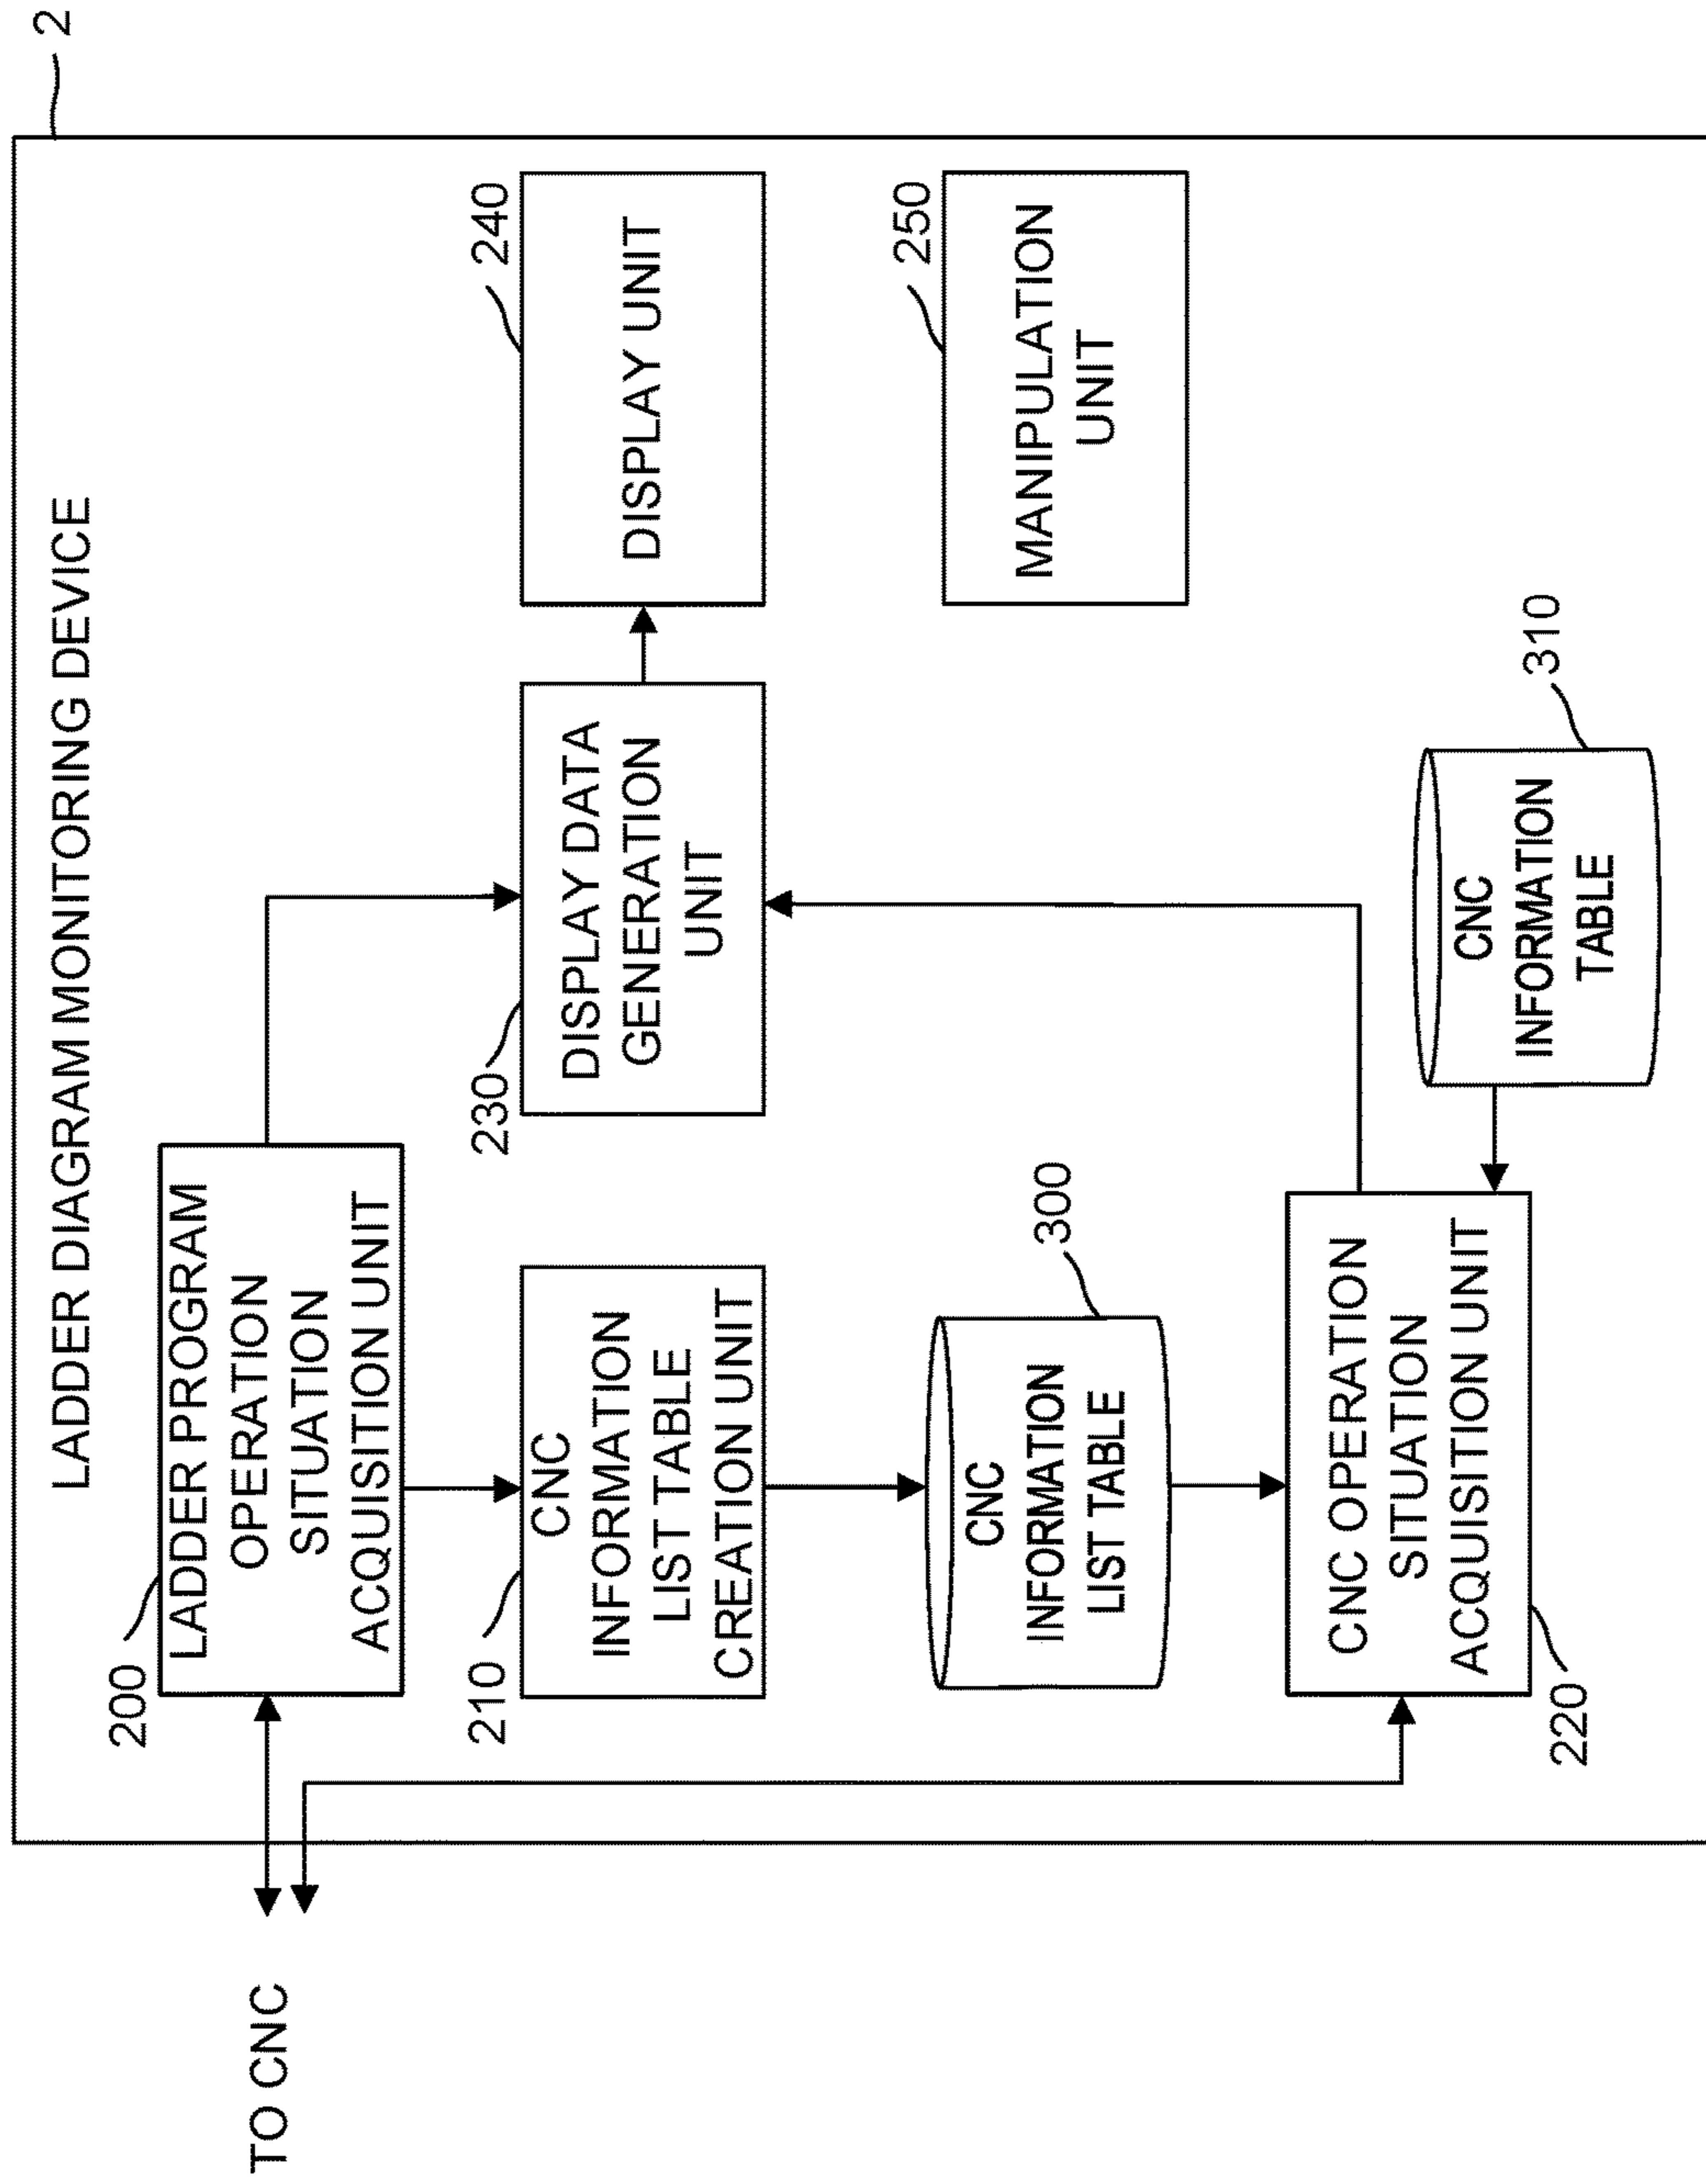 2
LADDER DIAGRAM MONITORING DEVICE
TO CNC
200
LADDER PROGRAM
OPERATION
SITUATION
ACQUISITION UNIT
210
CNC
INFORMATION
LIST TABLE
CREATION UNIT
230
DISPLAY DATA
GENERATION
UNIT
240
DISPLAY UNIT
300
CNC
INFORMATION
LIST TABLE
250
MANIPULATION
UNIT
220
CNC OPERATION
SITUATION
ACQUISITION UNIT
310
CNC
INFORMATION
TABLE